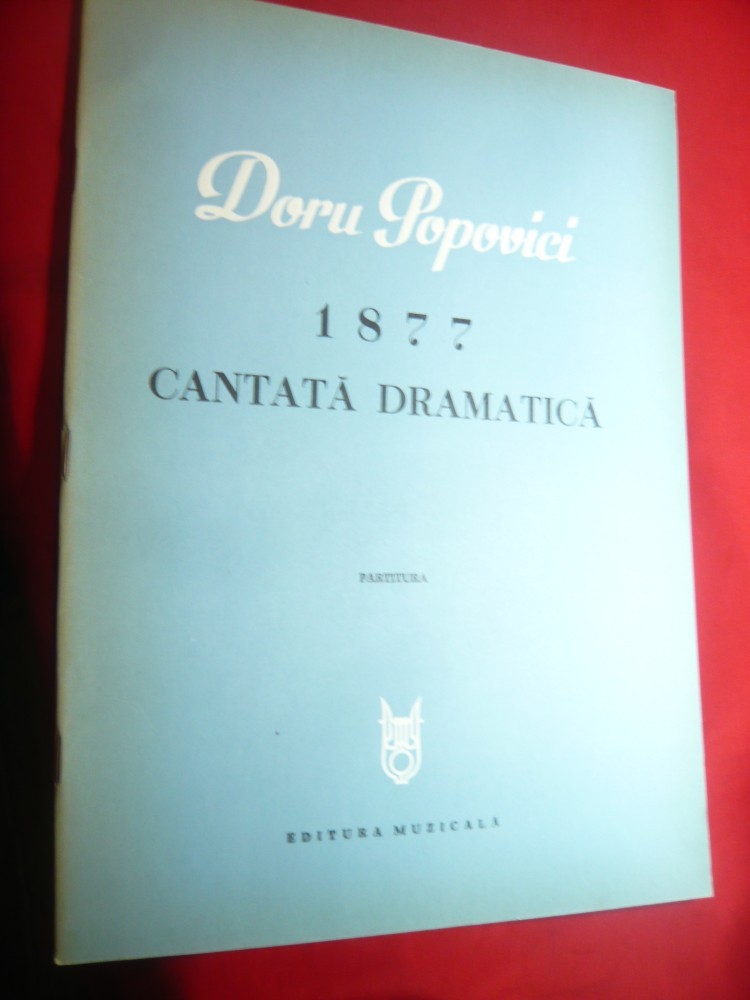 Doru Popovici
1877
CANTATĂ DRAMATICĂ
PARTITURA
EDITURA MUZICALĂ